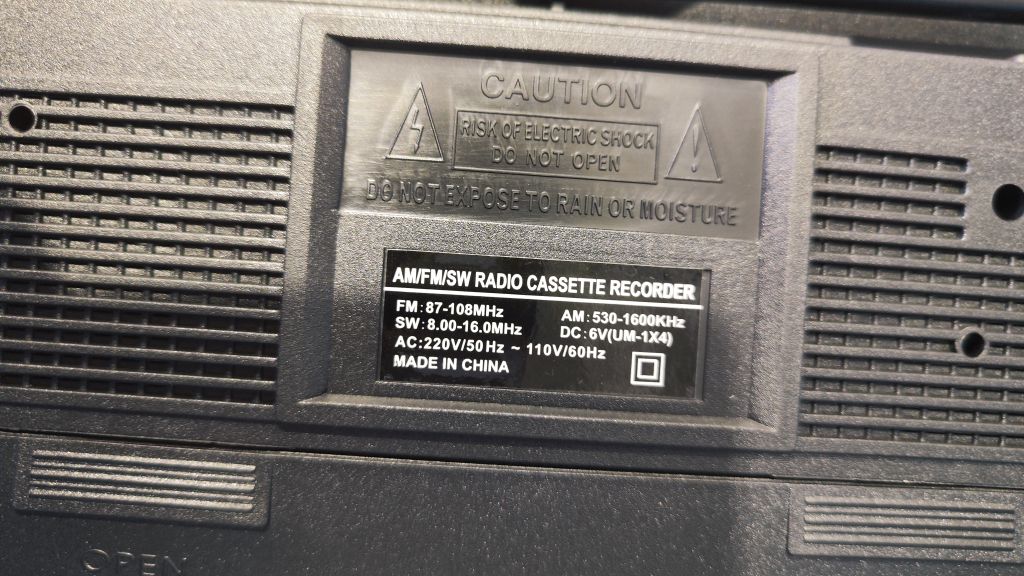 CAUTION
RISK OF ELECTRIC SHOCK
DO NOT OPEN
DO NOT EXPOSE TO RAIN OR MOISTURE
AM/FM/SW RADIO CASSETTE RECORDER
FM: 87-108MHz AM: 530-1600KHz
SW: 8.00-16.0MHz DC: 6V(UM-1X4)
AC:220V/50Hz ~ 110V/60Hz
MADE IN CHINA
OPEN